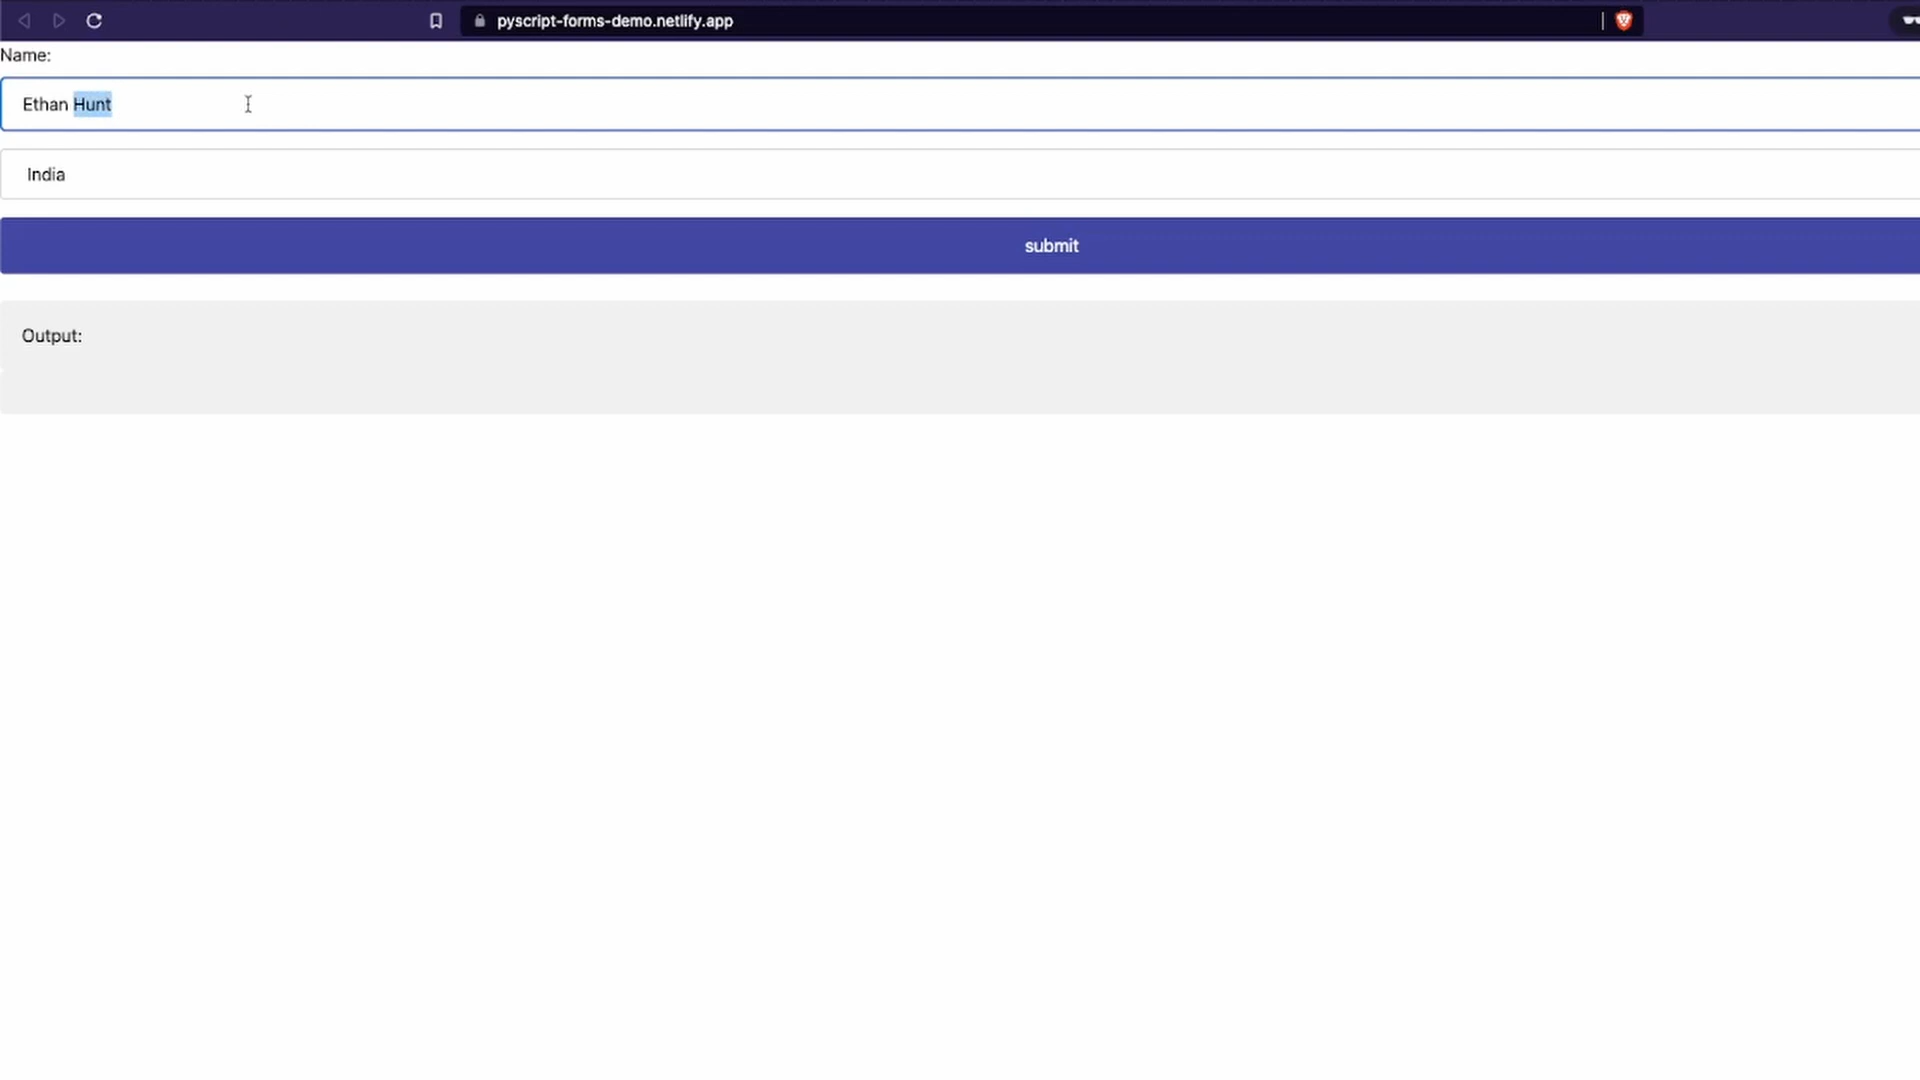 pyscript-forms-demo.netlify.app
Name:
Ethan Hunt
India
submit
Output: